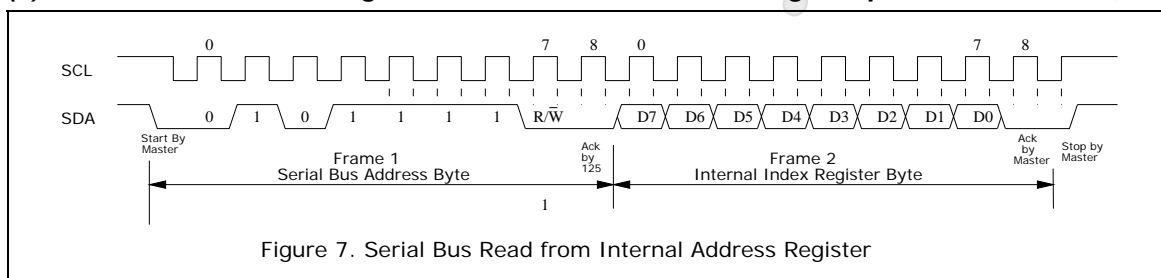 0 7 8 0 7 8
SCL
SDA 0 1 0 1 1 1 1 R/W̅ D7 D6 D5 D4 D3 D2 D1 D0
Start By
Master
Ack
by
125
Ack
by
Master
Stop by
Master
Frame 1
Serial Bus Address Byte
Frame 2
Internal Index Register Byte
1
Figure 7. Serial Bus Read from Internal Address Register